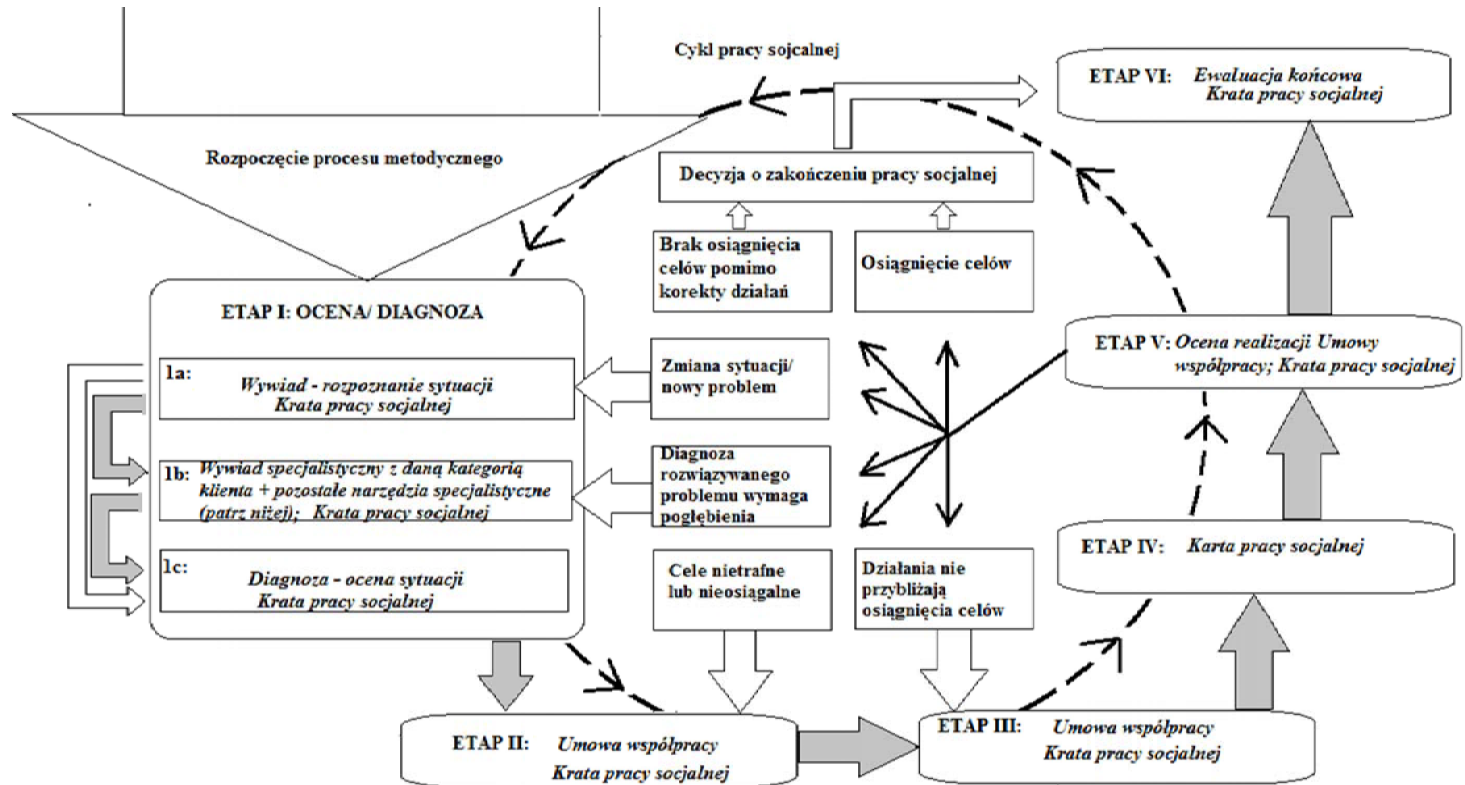 Cykl pracy sojcalnej
ETAP VI: Ewaluacja końcowa
Krata pracy socjalnej
Rozpoczęcie procesu metodycznego
Decyzja o zakończeniu pracy socjalnej
Brak osiągnięcia
celów pomimo
korekty działań
Osiągnięcie celów
ETAP I: OCENA/ DIAGNOZA
1a:
Wywiad - rozpoznanie sytuacji
Krata pracy socjalnej
1b: Wywiad specjalistyczny z daną kategorią
klienta + pozostałe narzędzia specjalistyczne
(patrz niżej); Krata pracy socjalnej
1c:
Diagnoza - ocena sytuacji
Krata pracy socjalnej
Zmiana sytuacji/
nowy problem
Diagnoza
rozwiązywanego
problemu wymaga
pogłębienia
Cele nietrafne
lub nieosiągalne
Działania nie
przybliżają
osiągnięcia celów
ETAP V: Ocena realizacji Umowy
współpracy; Krata pracy socjalnej
ETAP IV: Karta pracy socjalnej
ETAP II: Umowa współpracy
Krata pracy socjalnej
ETAP III: Umowa współpracy
Krata pracy socjalnej